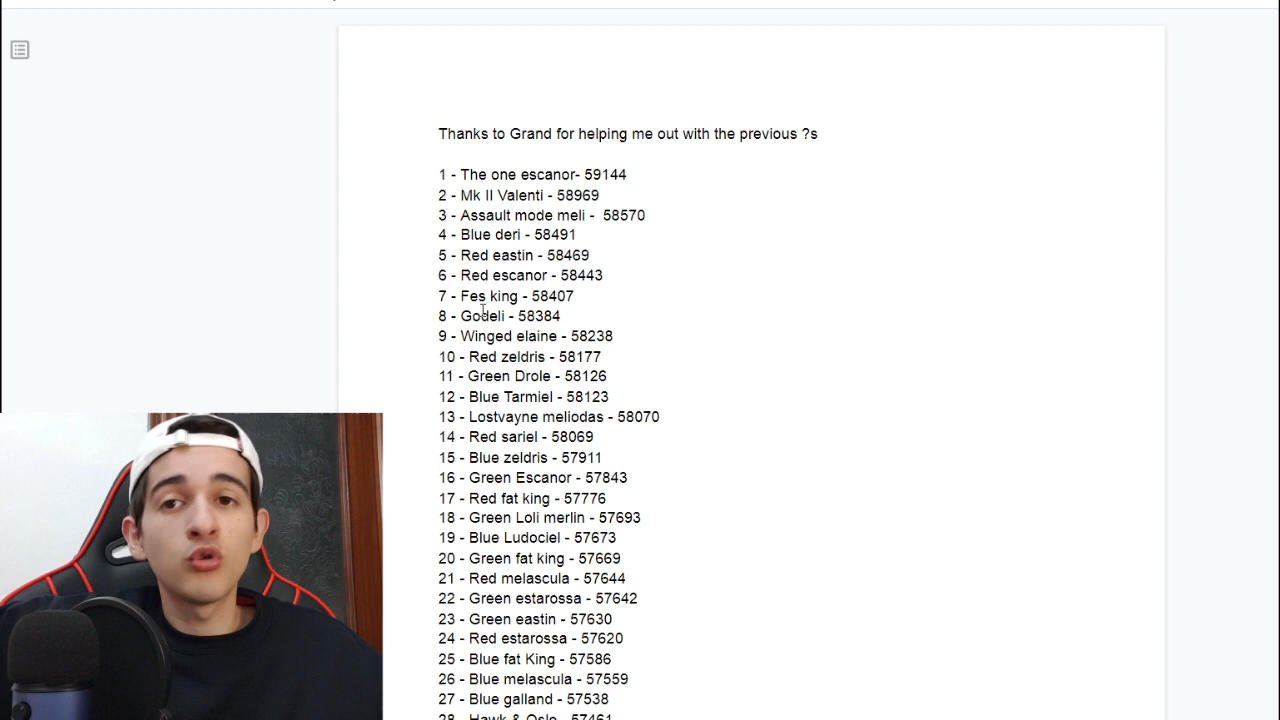 Thanks to Grand for helping me out with the previous ?s
1 - The one escanor- 59144
2 - Mk II Valenti - 58969
3 - Assault mode meli -  58570
4 - Blue deri - 58491
5 - Red eastin - 58469
6 - Red escanor - 58443
7 - Fes king - 58407
8 - Godeli - 58384
9 - Winged elaine - 58238
10 - Red zeldris - 58177
11 - Green Drole - 58126
12 - Blue Tarmiel - 58123
13 - Lostvayne meliodas - 58070
14 - Red sariel - 58069
15 - Blue zeldris - 57911
16 - Green Escanor - 57843
17 - Red fat king - 57776
18 - Green Loli merlin - 57693
19 - Blue Ludociel - 57673
20 - Green fat king - 57669
21 - Red melascula - 57644
22 - Green estarossa - 57642
23 - Green eastin - 57630
24 - Red estarossa - 57620
25 - Blue fat King - 57586
26 - Blue melascula - 57559
27 - Blue galland - 57538
28 - Hawk & Oslo - 57461